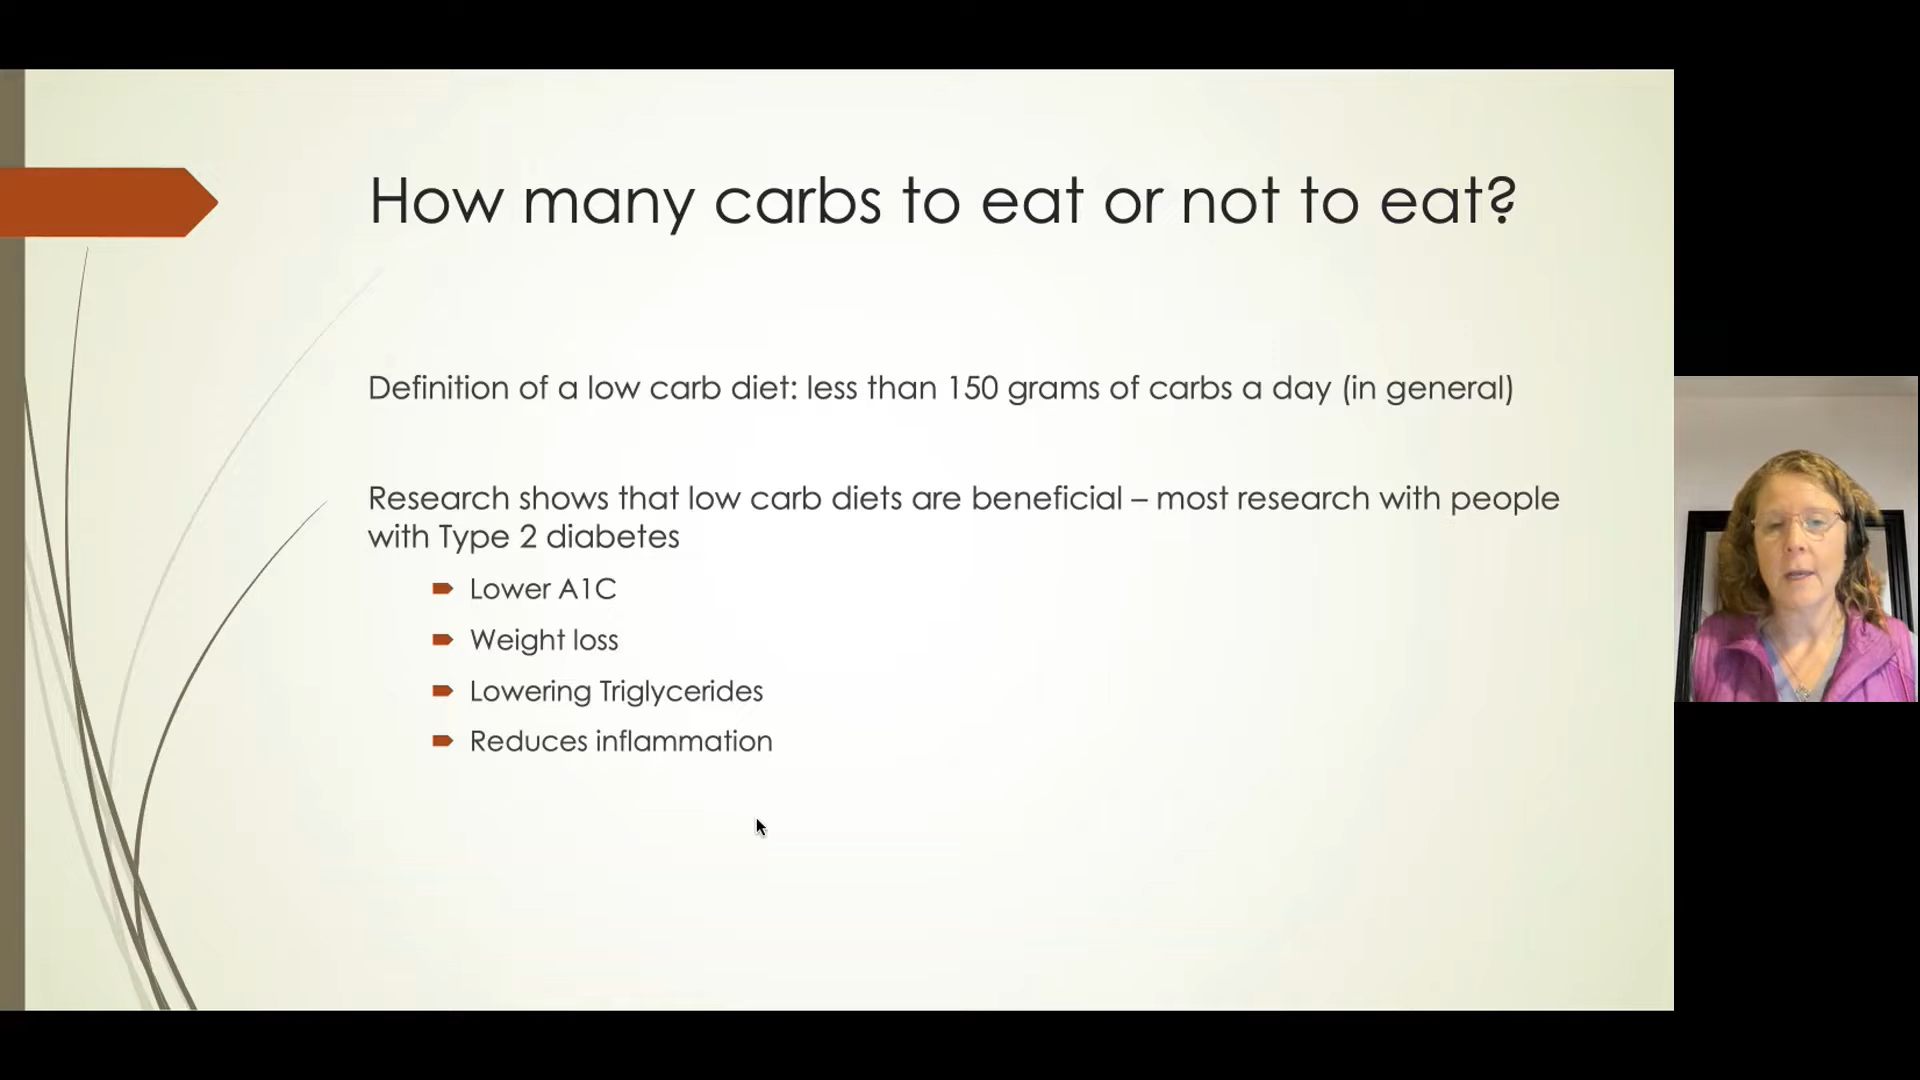 How many carbs to eat or not to eat?
Definition of a low carb diet: less than 150 grams of carbs a day (in general)
Research shows that low carb diets are beneficial – most research with people
with Type 2 diabetes
Lower A1C
Weight loss
Lowering Triglycerides
Reduces inflammation